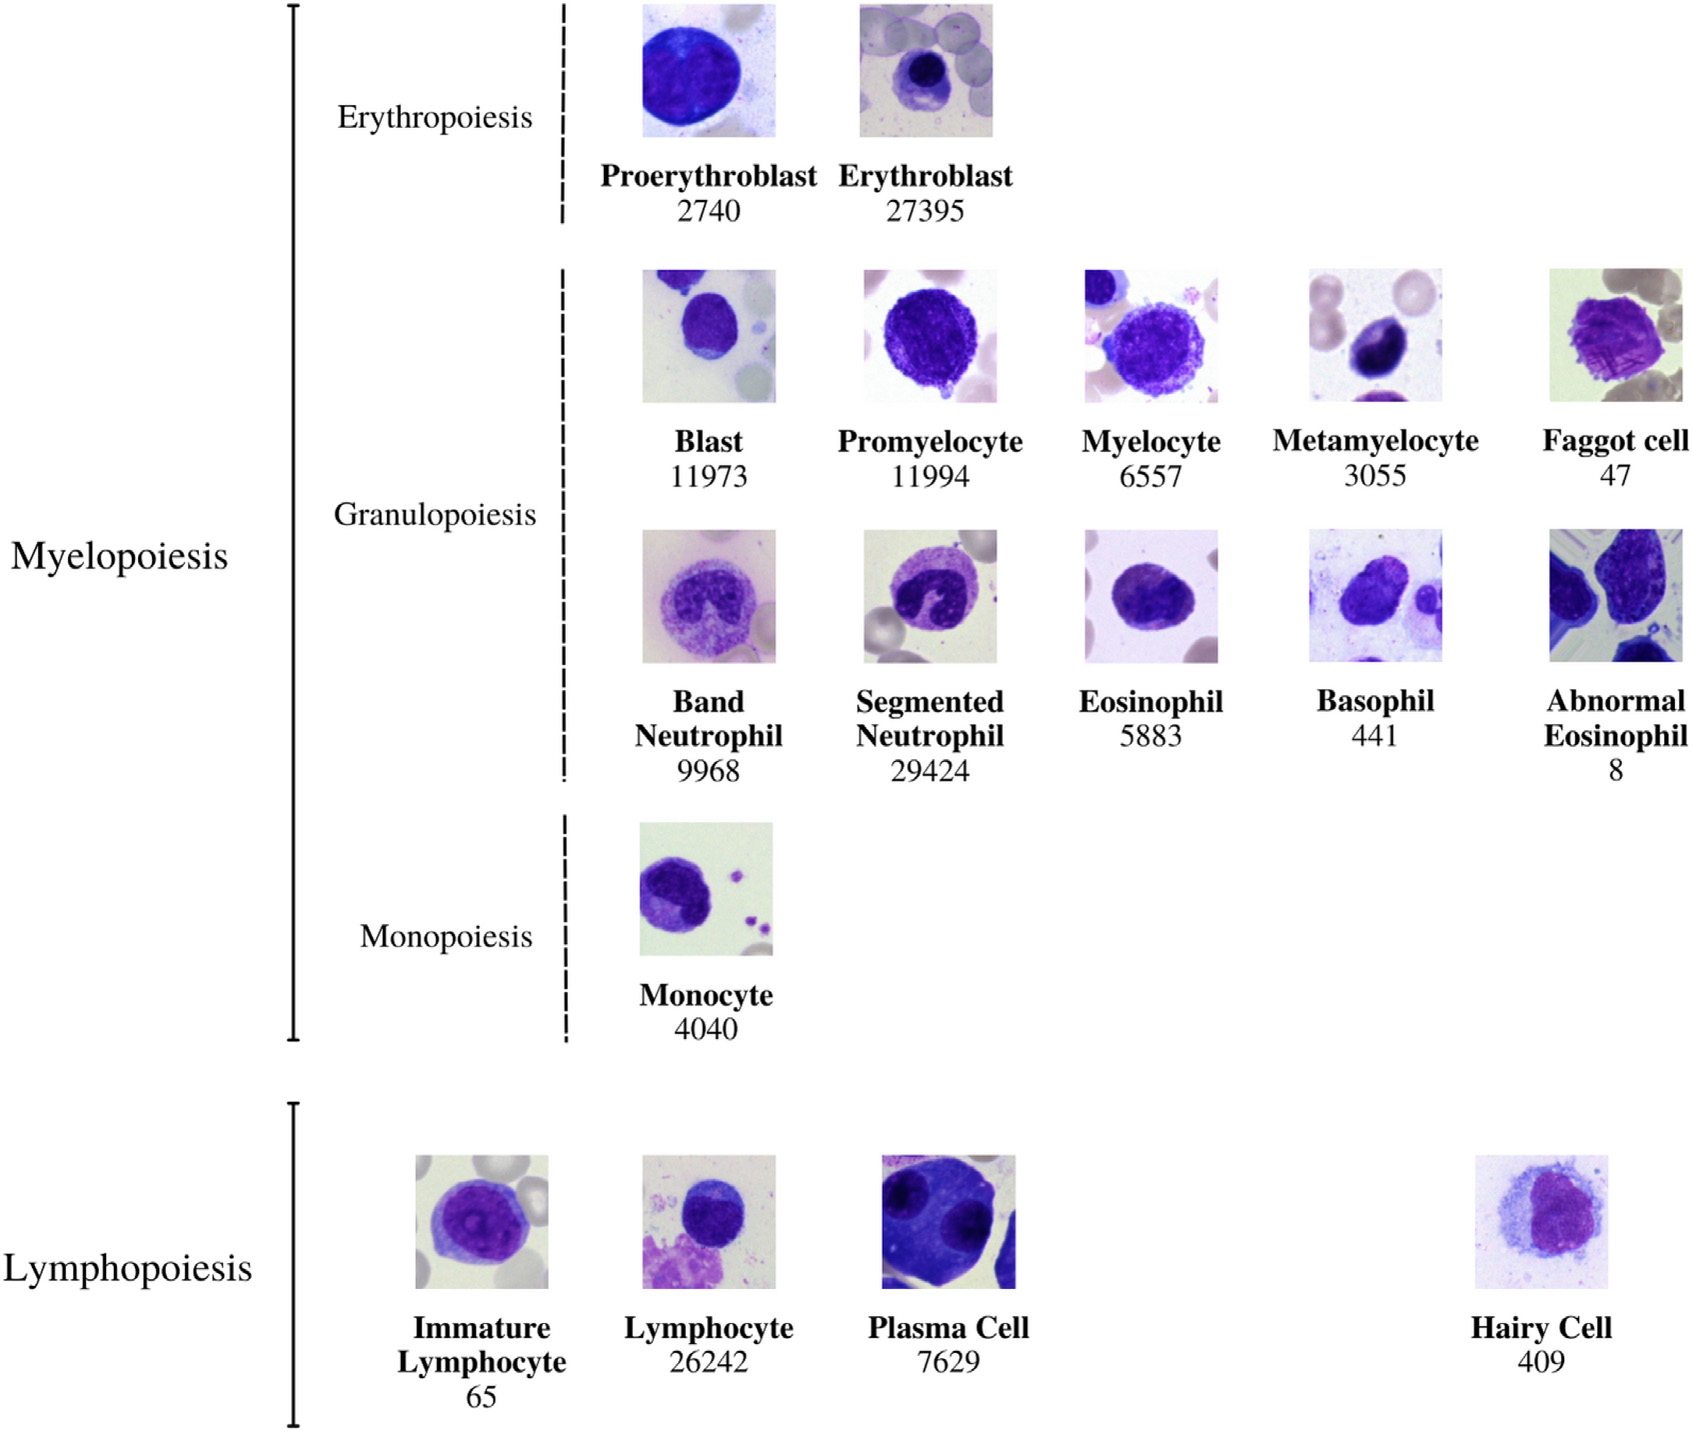 Erythropoiesis
Proerythroblast
2740
Erythroblast
27395
Myelopoiesis
Granulopoiesis
Blast
11973
Promyelocyte
11994
Myelocyte
6557
Metamyelocyte
3055
Faggot cell
47
Band
Neutrophil
9968
Segmented
Neutrophil
29424
Eosinophil
5883
Basophil
441
Abnormal
Eosinophil
8
Monopoiesis
Monocyte
4040
Lymphopoiesis
Immature
Lymphocyte
65
Lymphocyte
26242
Plasma Cell
7629
Hairy Cell
409